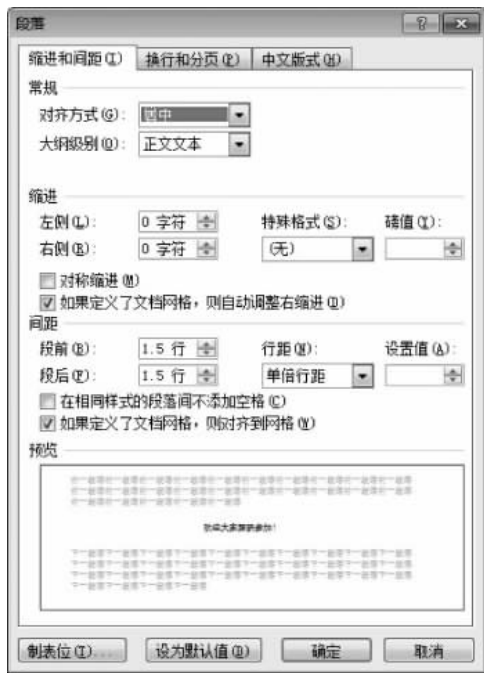 段落
缩进和间距(I) 换行和分页(P) 中文版式(H)
常规
对齐方式(G): 居中
大纲级别(O): 正文文本
缩进
左侧(L): 0 字符 特殊格式(S): 磅值(Y):
右侧(R): 0 字符 (无)
对称缩进(M)
如果定义了文档网格，则自动调整右缩进(D)
间距
段前(B): 1.5 行 行距(N): 设置值(A):
段后(F): 1.5 行 单倍行距
在相同样式的段落间不添加空格(C)
如果定义了文档网格，则对齐到网格(W)
预览
制表位(T)... 设为默认值(D) 确定 取消